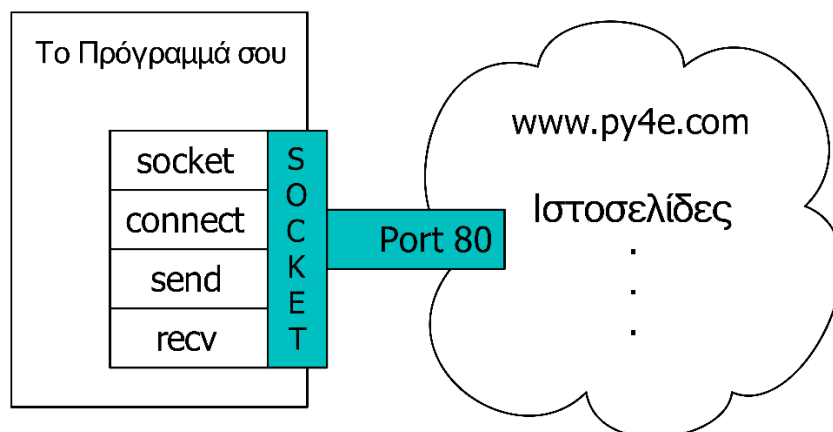 Το Πρόγραμμά σου
socket
connect
send
recv
SOCKET
Port 80
www.py4e.com
Ιστοσελίδες
.
.
.